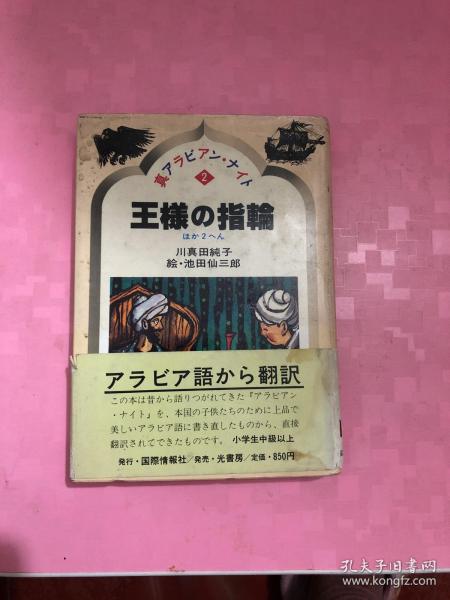 真アラビアン・ナイト
2
王様の指輪
ほか2へん
川真田純子
絵・池田仙三郎
アラビア語から翻訳
この本は昔から語りつがれてきた『アラビアン
・ナイト』を、本国の子供たちのために上品で
美しいアラビア語に書き直したものから、直接
翻訳されてできたものです。 小学生中級以上
発行・国際情報社／発売・光書房／定価・850円
孔夫子旧书网
www.kongfz.com